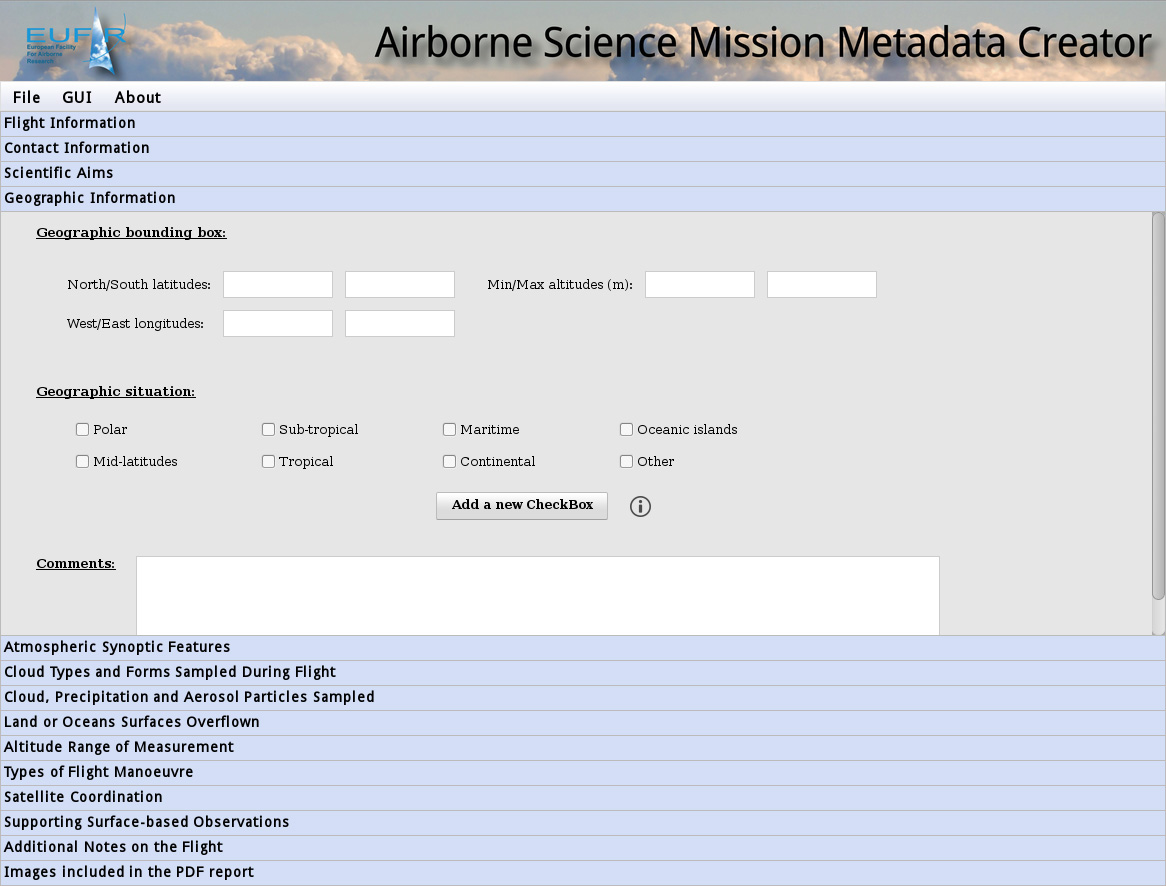 EUFAR
European Facility
For Airborne
Research
Airborne Science Mission Metadata Creator
File GUI About
Flight Information
Contact Information
Scientific Aims
Geographic Information
Geographic bounding box:
North/South latitudes: Min/Max altitudes (m):
West/East longitudes:
Geographic situation:
Polar Sub-tropical Maritime Oceanic islands
Mid-latitudes Tropical Continental Other
Add a new CheckBox
Comments:
Atmospheric Synoptic Features
Cloud Types and Forms Sampled During Flight
Cloud, Precipitation and Aerosol Particles Sampled
Land or Oceans Surfaces Overflown
Altitude Range of Measurement
Types of Flight Manoeuvre
Satellite Coordination
Supporting Surface-based Observations
Additional Notes on the Flight
Images included in the PDF report